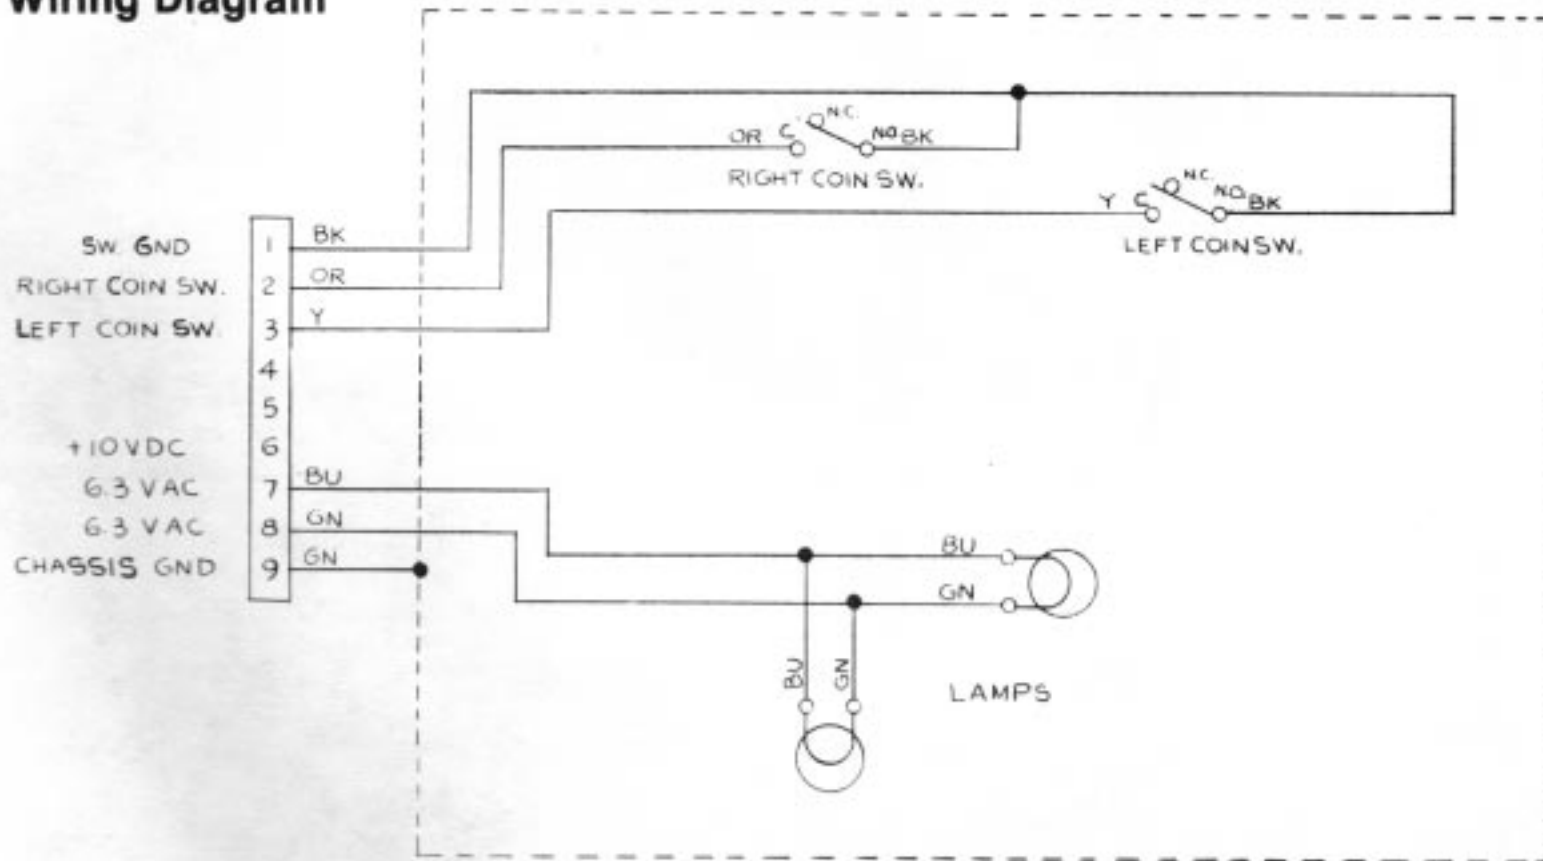 Wiring Diagram
OR C N.C. NO BK
RIGHT COIN SW.
Y C N.C. N.O. BK
LEFT COIN SW.
SW. GND 1 BK
RIGHT COIN SW. 2 OR
LEFT COIN SW. 3 Y
4
5
+10VDC 6
6.3 VAC 7 BU
6.3 VAC 8 GN
CHASSIS GND 9 GN
BU
GN
BU GN
LAMPS